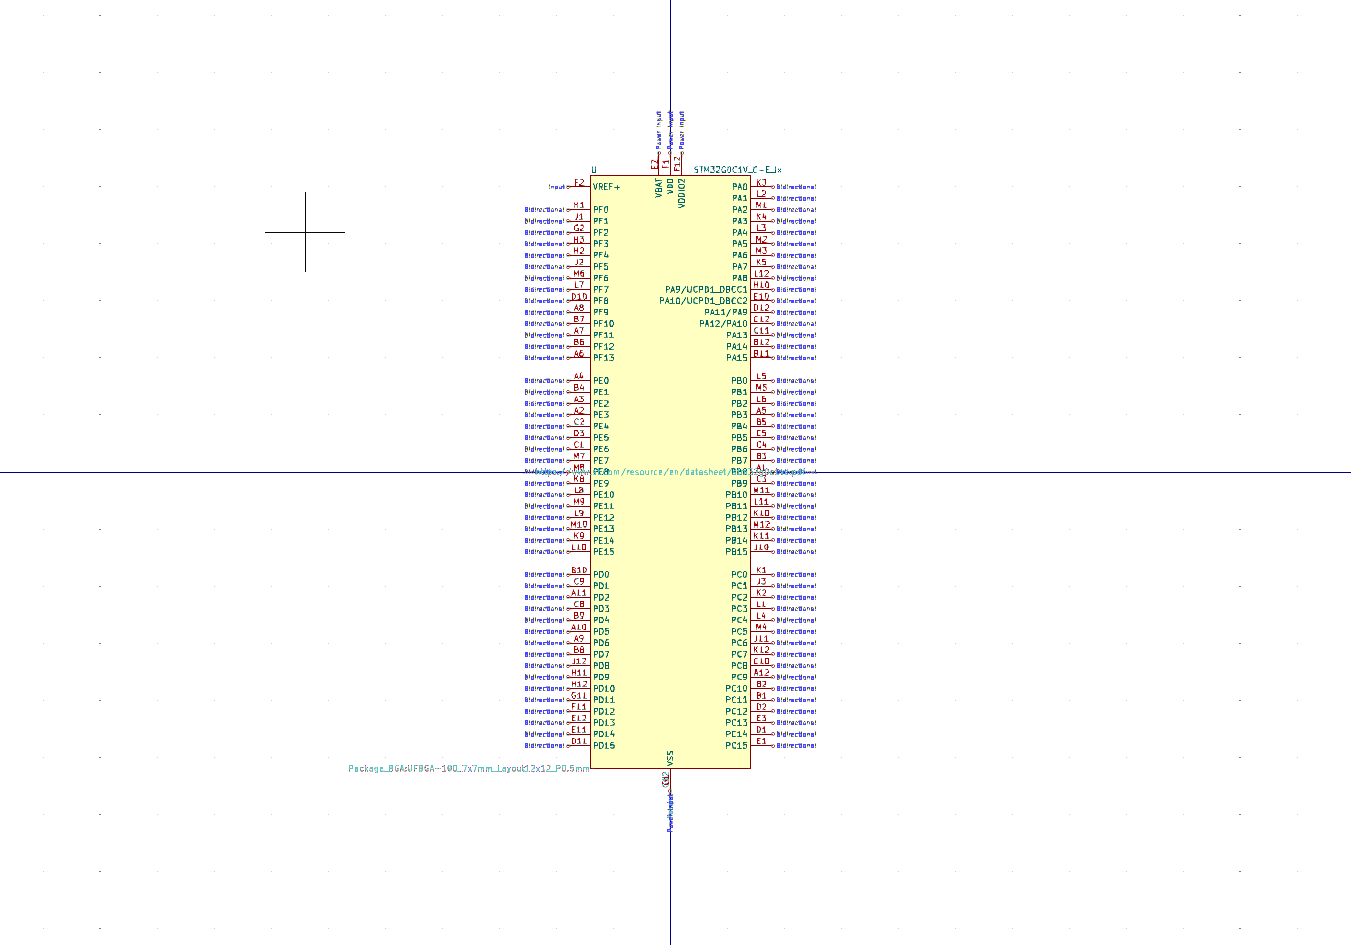 Power Input
Power Input
Power Input
E2
F1
F12
U
STM32G0C1V_C-E_Ix
VBAT
VDD
VDDIO2
Input F2 VREF+
PA0 K3 Bidirectional
PA1 L2 Bidirectional
Bidirectional H1 PF0
PA2 M1 Bidirectional
Bidirectional J1 PF1
PA3 K4 Bidirectional
Bidirectional G2 PF2
PA4 L3 Bidirectional
Bidirectional H3 PF3
PA5 M2 Bidirectional
Bidirectional H2 PF4
PA6 M3 Bidirectional
Bidirectional J2 PF5
PA7 K5 Bidirectional
Bidirectional M6 PF6
PA8 L12 Bidirectional
Bidirectional L7 PF7
PA9/UCPD1_DBCC1 H10 Bidirectional
Bidirectional D10 PF8
PA10/UCPD1_DBCC2 E10 Bidirectional
Bidirectional A8 PF9
PA11/PA9 D12 Bidirectional
Bidirectional B7 PF10
PA12/PA10 C12 Bidirectional
Bidirectional A7 PF11
PA13 C11 Bidirectional
Bidirectional B6 PF12
PA14 B12 Bidirectional
Bidirectional A6 PF13
PA15 B11 Bidirectional
Bidirectional A4 PE0
PB0 L5 Bidirectional
Bidirectional B4 PE1
PB1 M5 Bidirectional
Bidirectional A3 PE2
PB2 L6 Bidirectional
Bidirectional A2 PE3
PB3 A5 Bidirectional
Bidirectional C2 PE4
PB4 B5 Bidirectional
Bidirectional D3 PE5
PB5 C5 Bidirectional
Bidirectional C1 PE6
PB6 C4 Bidirectional
Bidirectional M7 PE7
PB7 B3 Bidirectional
M8 PE8
A1
Bidirectional K8 PE9
PB9 C3 Bidirectional
Bidirectional L8 PE10
PB10 M11 Bidirectional
Bidirectional M9 PE11
PB11 L11 Bidirectional
Bidirectional L9 PE12
PB12 K10 Bidirectional
Bidirectional M10 PE13
PB13 M12 Bidirectional
Bidirectional K9 PE14
PB14 K11 Bidirectional
Bidirectional L10 PE15
PB15 J10 Bidirectional
Bidirectional B10 PD0
PC0 K1 Bidirectional
Bidirectional C9 PD1
PC1 J3 Bidirectional
Bidirectional A11 PD2
PC2 K2 Bidirectional
Bidirectional C8 PD3
PC3 L1 Bidirectional
Bidirectional B9 PD4
PC4 L4 Bidirectional
Bidirectional A10 PD5
PC5 M4 Bidirectional
Bidirectional A9 PD6
PC6 J11 Bidirectional
Bidirectional B8 PD7
PC7 K12 Bidirectional
Bidirectional J12 PD8
PC8 C10 Bidirectional
Bidirectional H11 PD9
PC9 A12 Bidirectional
Bidirectional H12 PD10
PC10 B2 Bidirectional
Bidirectional G11 PD11
PC11 B1 Bidirectional
Bidirectional F11 PD12
PC12 D2 Bidirectional
Bidirectional E12 PD13
PC13 E3 Bidirectional
Bidirectional E11 PD14
PC14 D1 Bidirectional
Bidirectional D11 PD15
PC15 E1 Bidirectional
VSS
Package_BGA:UFBGA-100_7x7mm_Layout12x12_P0.5mm
Power Input